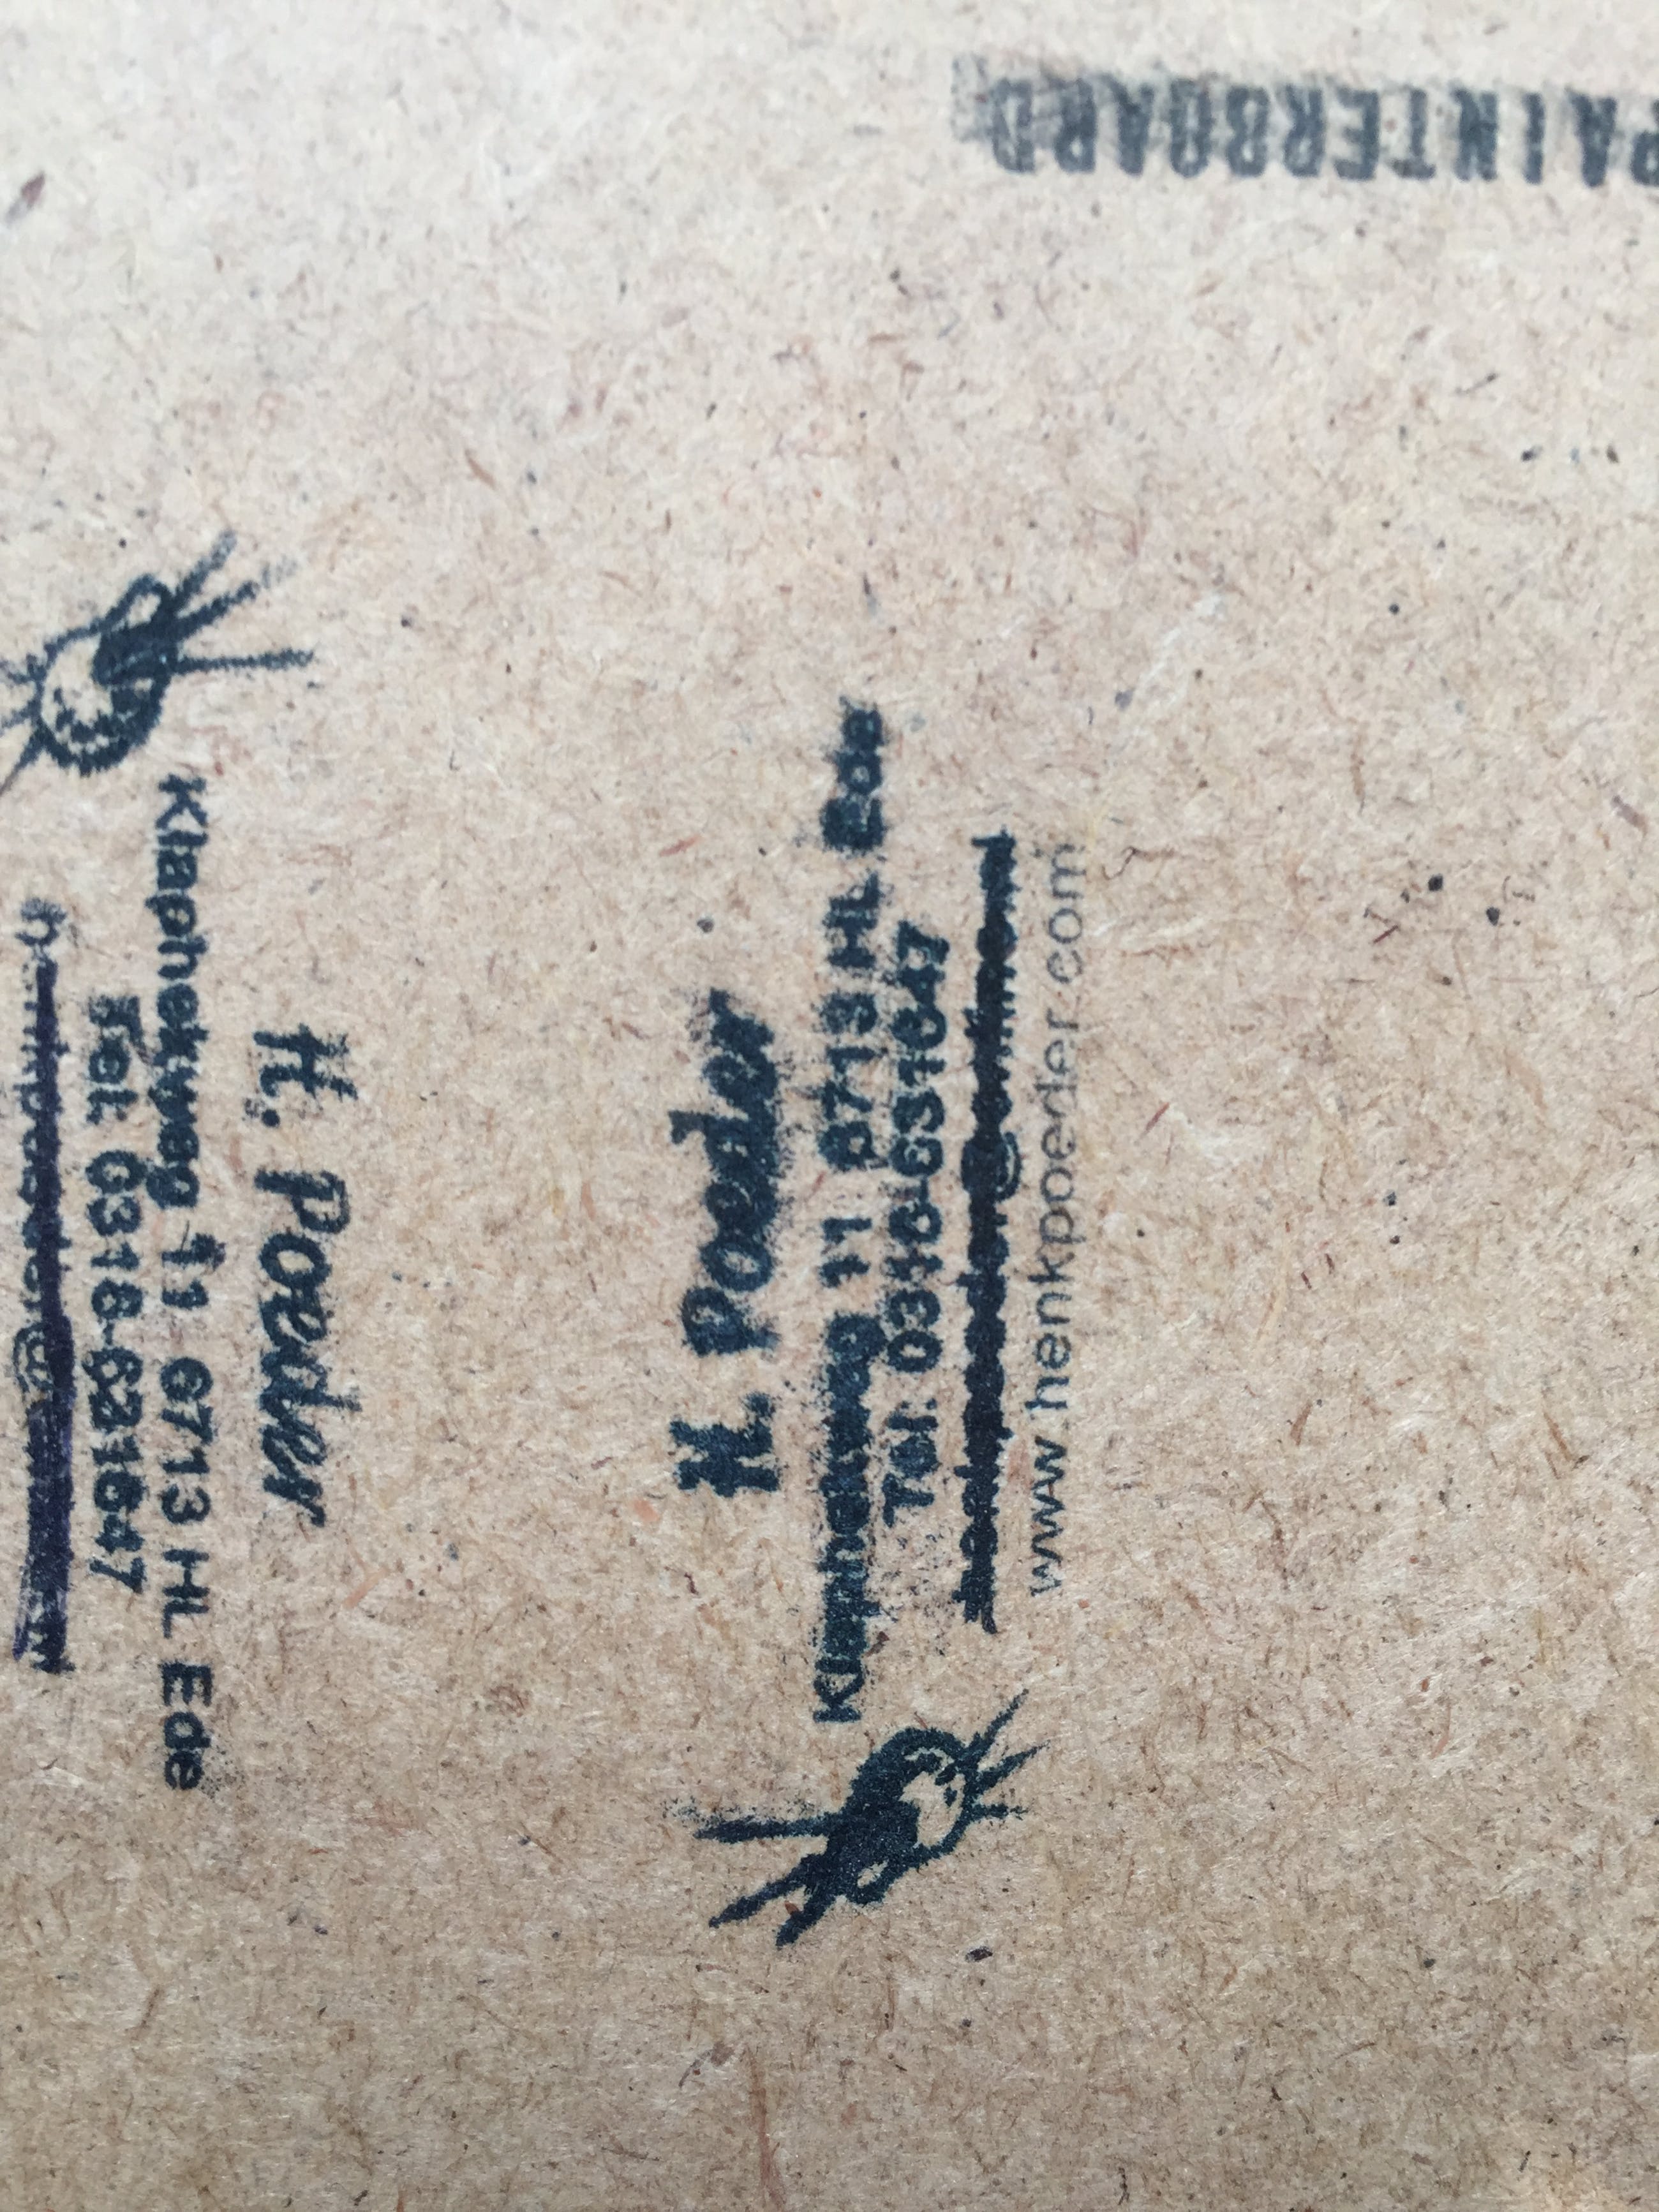 PAINTERBOARD
H. Poeder
Klaphekweg 11 6713 HL Ede
Tel: 0318-631647
H. Poeder
Klaphekweg 11 6713 HL Ede
Tel: 0318-631647
www.henkpoeder.com